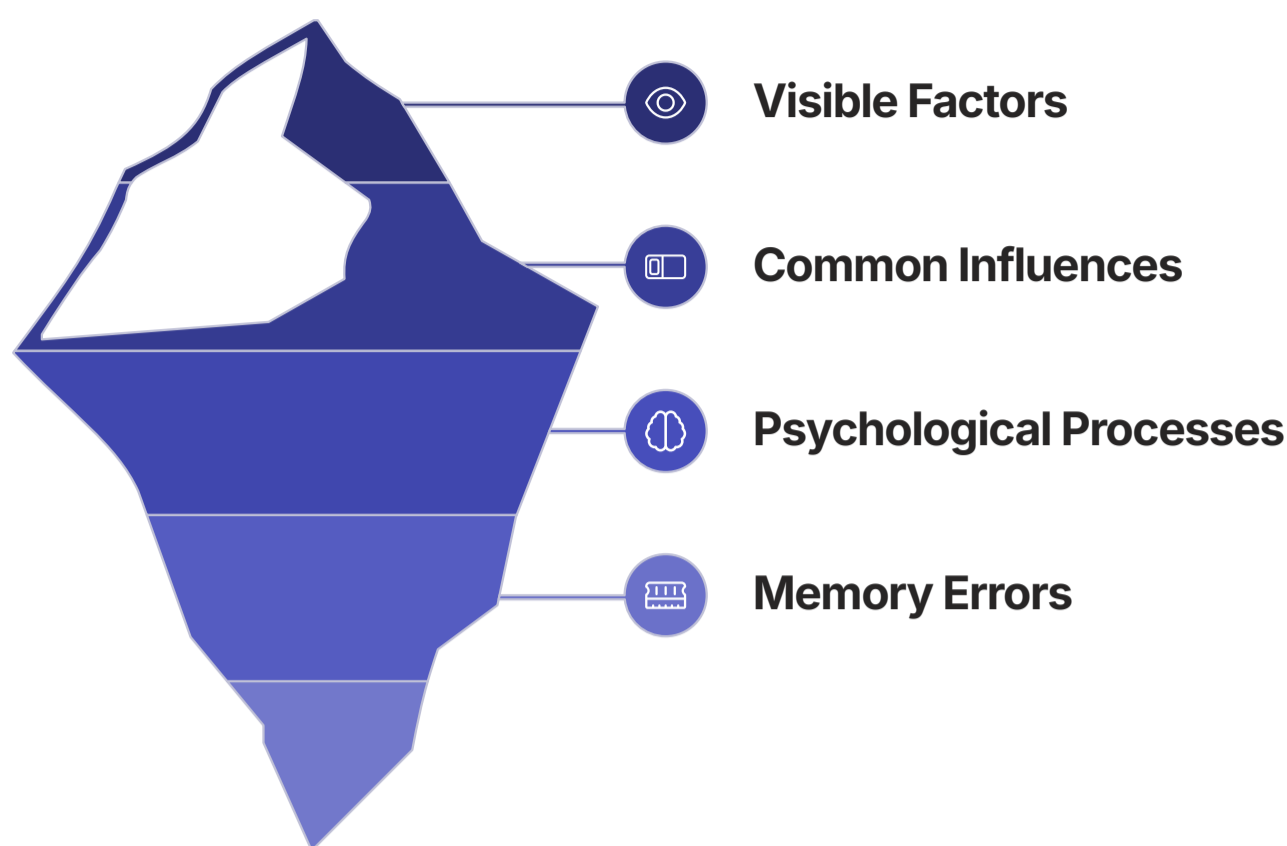 Visible Factors
Common Influences
Psychological Processes
Memory Errors